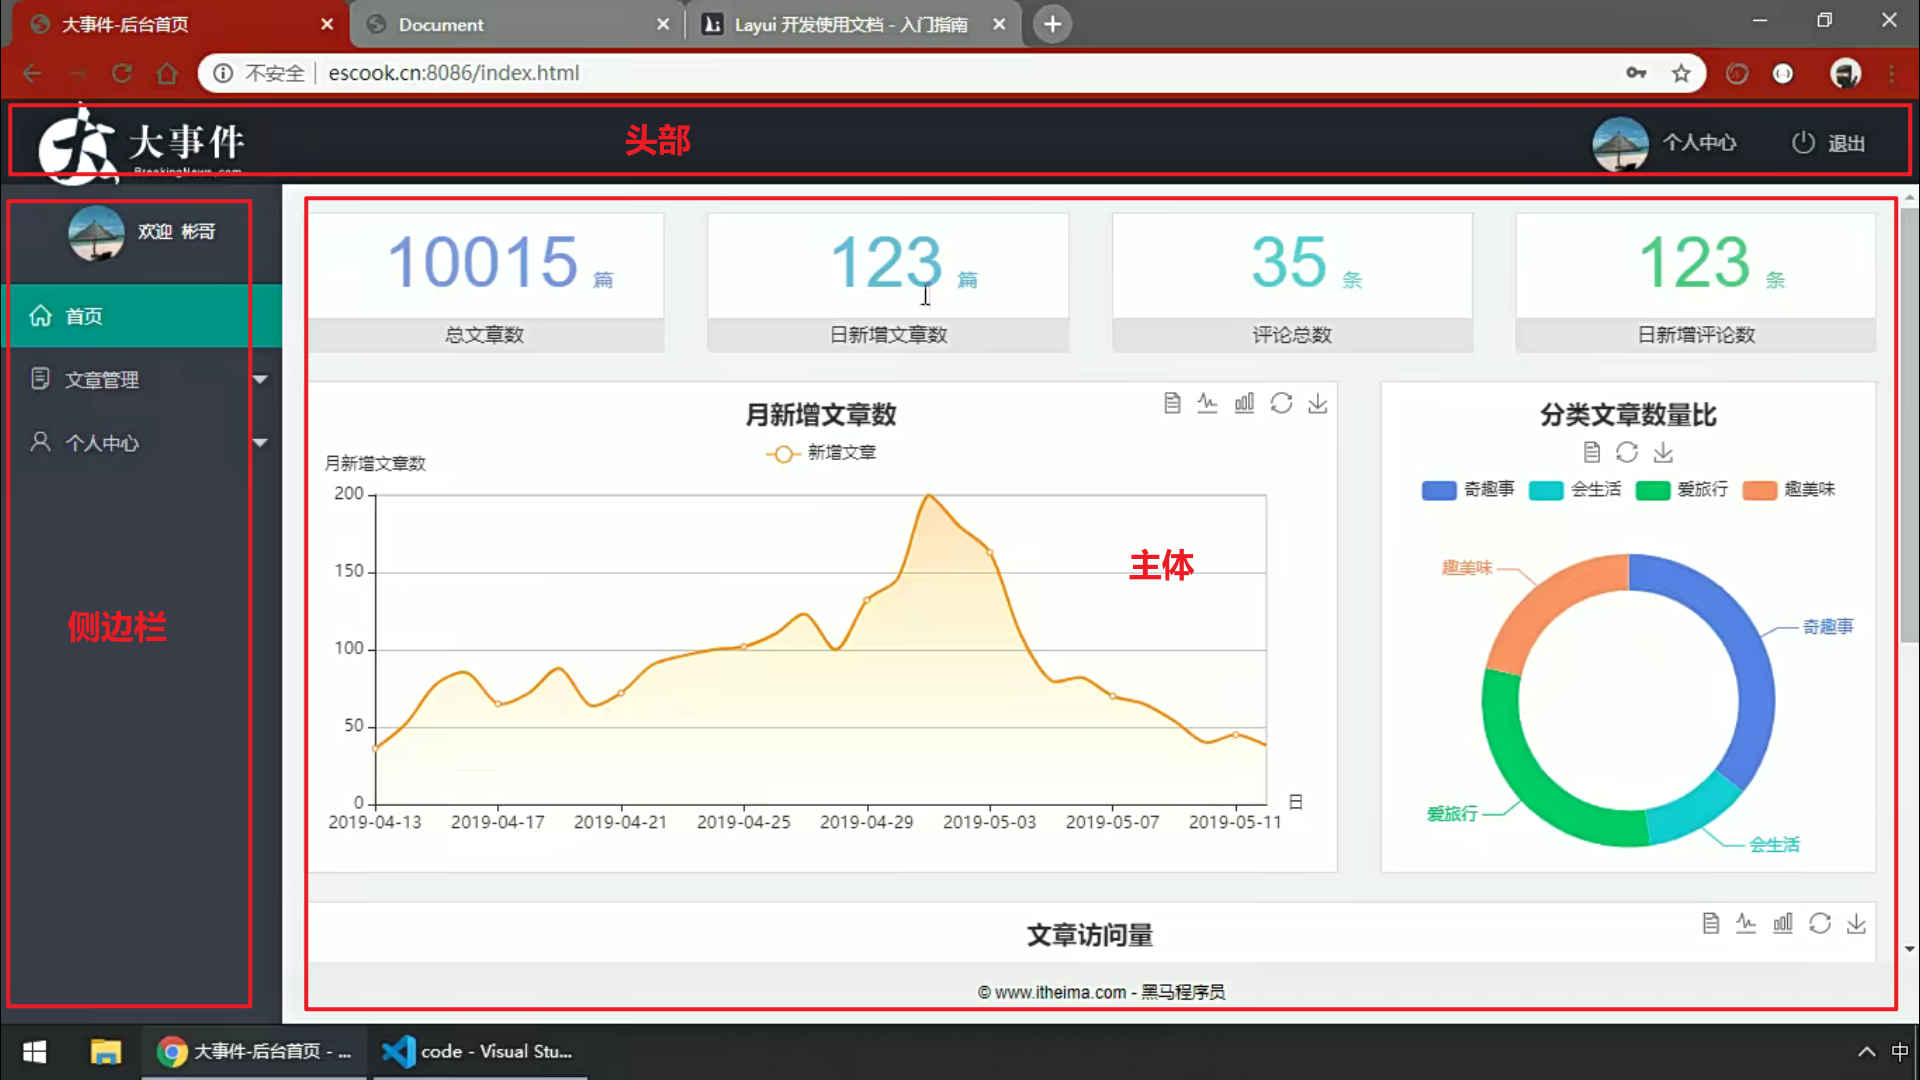 大事件-后台首页
Document
Layui 开发使用文档 - 入门指南
不安全 escook.cn:8086/index.html
大事件
BreakingNews.com
头部
个人中心
退出
欢迎 彬哥
首页
文章管理
个人中心
侧边栏
10015 篇
总文章数
123 篇
日新增文章数
35 条
评论总数
123 条
日新增评论数
月新增文章数
新增文章
月新增文章数
200
150
100
50
0
2019-04-13 2019-04-17 2019-04-21 2019-04-25 2019-04-29 2019-05-03 2019-05-07 2019-05-11
日
主体
分类文章数量比
奇趣事 会生活 爱旅行 趣美味
趣美味
奇趣事
爱旅行
会生活
文章访问量
© www.itheima.com - 黑马程序员
大事件-后台首页 - ...
code - Visual Stu...
中